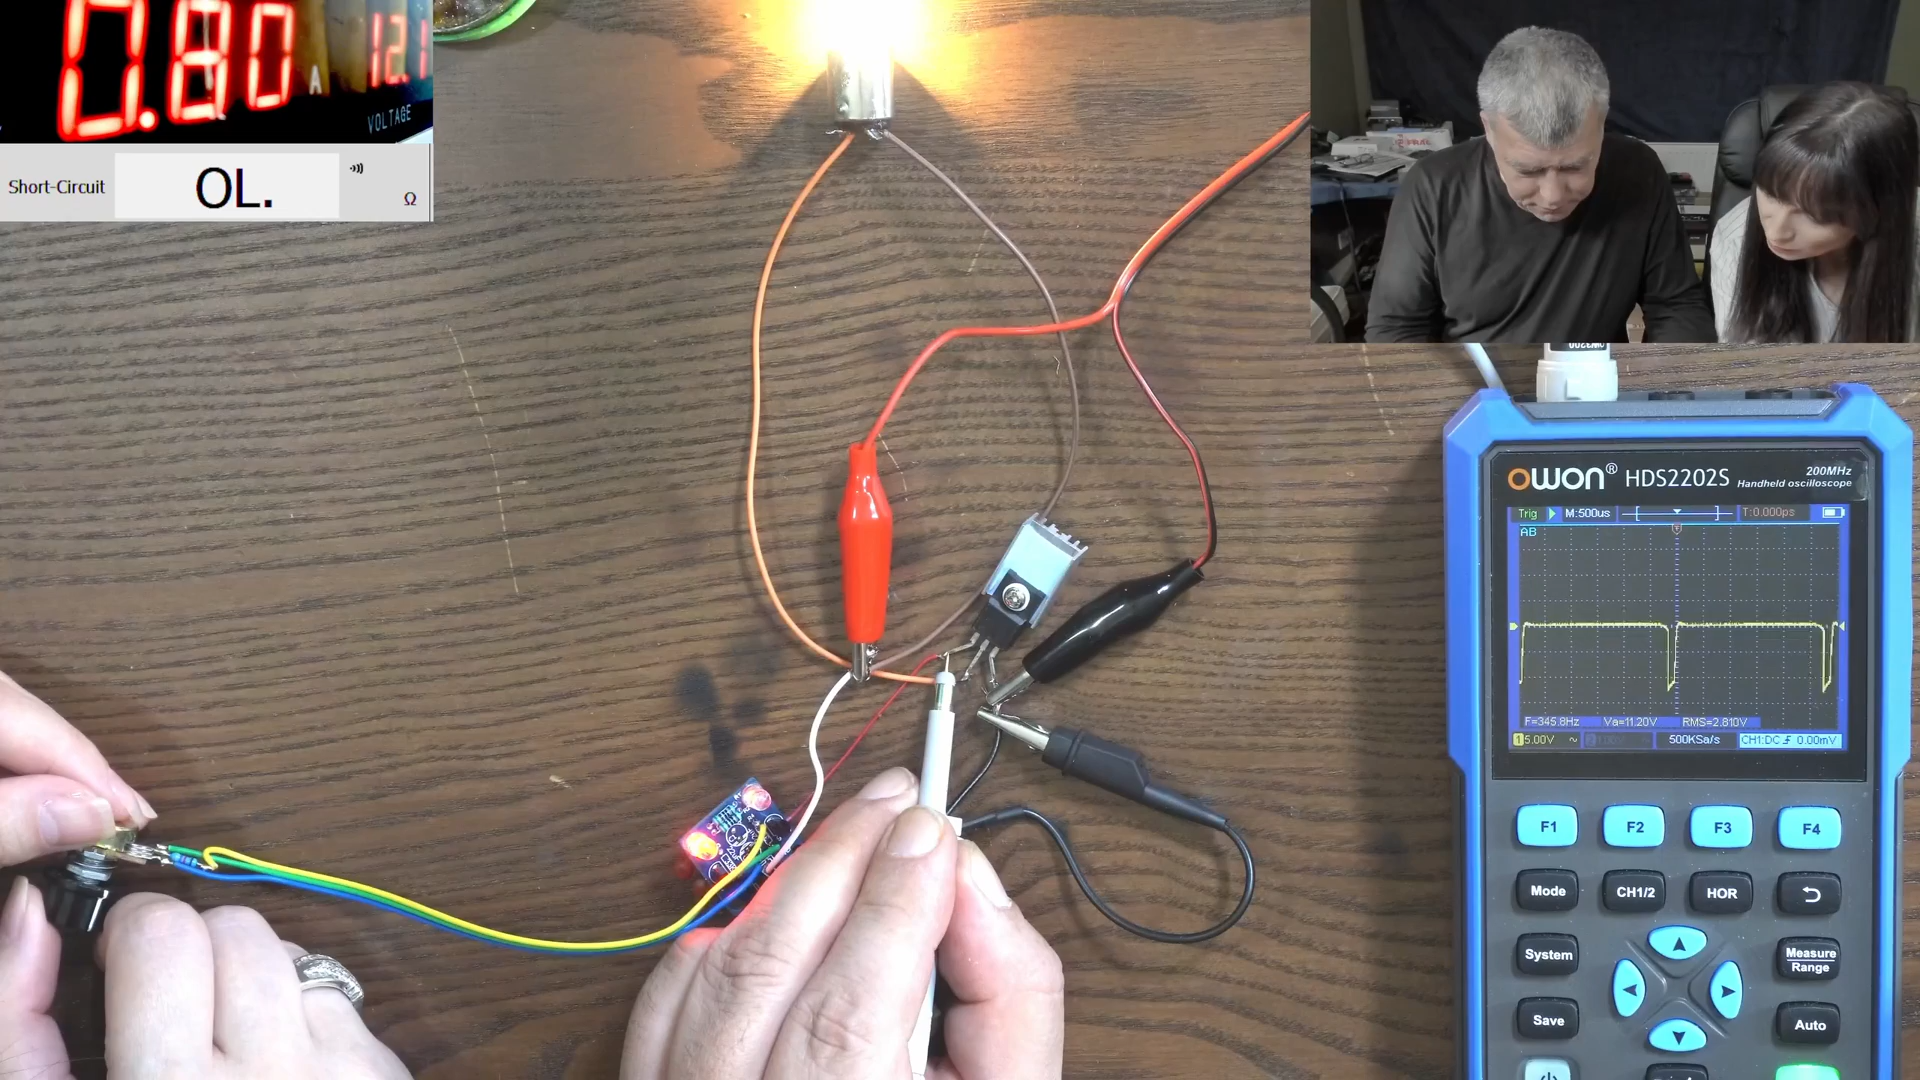 0.80 A 12.1
VOLTAGE
Short-Circuit OL. Ω
OWON® HDS2202S 200MHz
Handheld oscilloscope
Trig M:500us T:0.000ps
AB
F=345.8Hz Va=11.20V RMS=2.810V
1 5.00V ~ 500KSa/s CH1:DC 0.00mV
F1 F2 F3 F4
Mode CH1/2 HOR
System Measure
Range
Save Auto